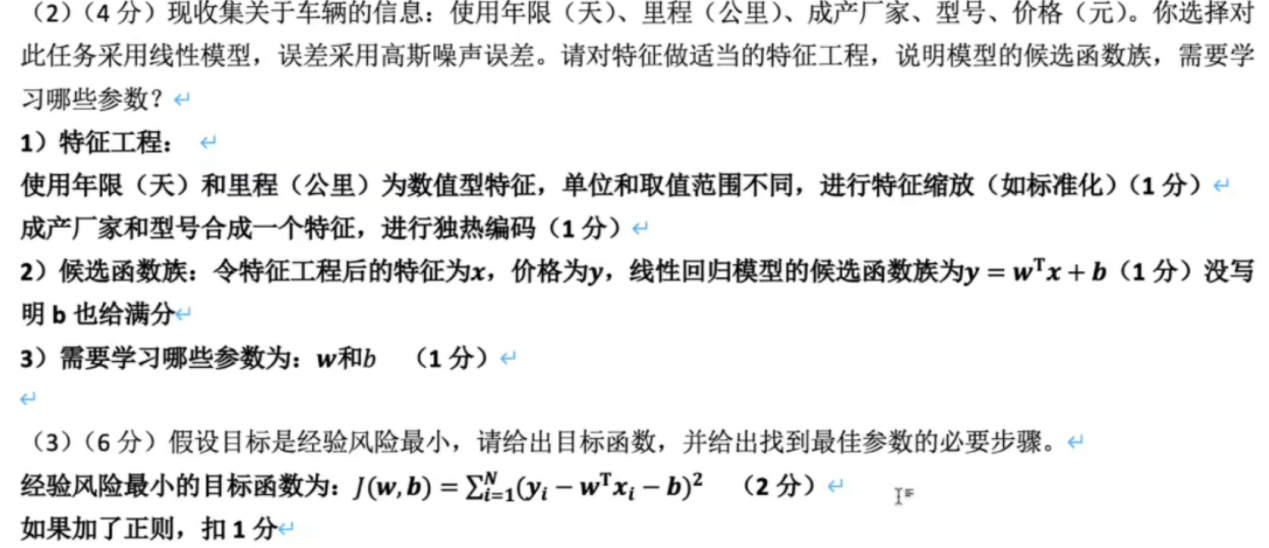 （2）（4 分）现收集关于车辆的信息：使用年限（天）、里程（公里）、成产厂家、型号、价格（元）。你选择对
此任务采用线性模型，误差采用高斯噪声误差。请对特征做适当的特征工程，说明模型的候选函数族，需要学
习哪些参数？↵
1）特征工程： ↵
使用年限（天）和里程（公里）为数值型特征，单位和取值范围不同，进行特征缩放（如标准化）（1 分）↵
成产厂家和型号合成一个特征，进行独热编码（1 分）↵
2）候选函数族：令特征工程后的特征为x，价格为y，线性回归模型的候选函数族为y = wᵀx + b（1 分）没写
明 b 也给满分↵
3）需要学习哪些参数为：w和b （1 分）↵
↵
（3）（6 分）假设目标是经验风险最小，请给出目标函数，并给出找到最佳参数的必要步骤。↵
经验风险最小的目标函数为：J(w, b) = ∑ᵢ₌₁ᴺ(yᵢ − wᵀxᵢ − b)² （2 分）↵
如果加了正则，扣 1 分↵